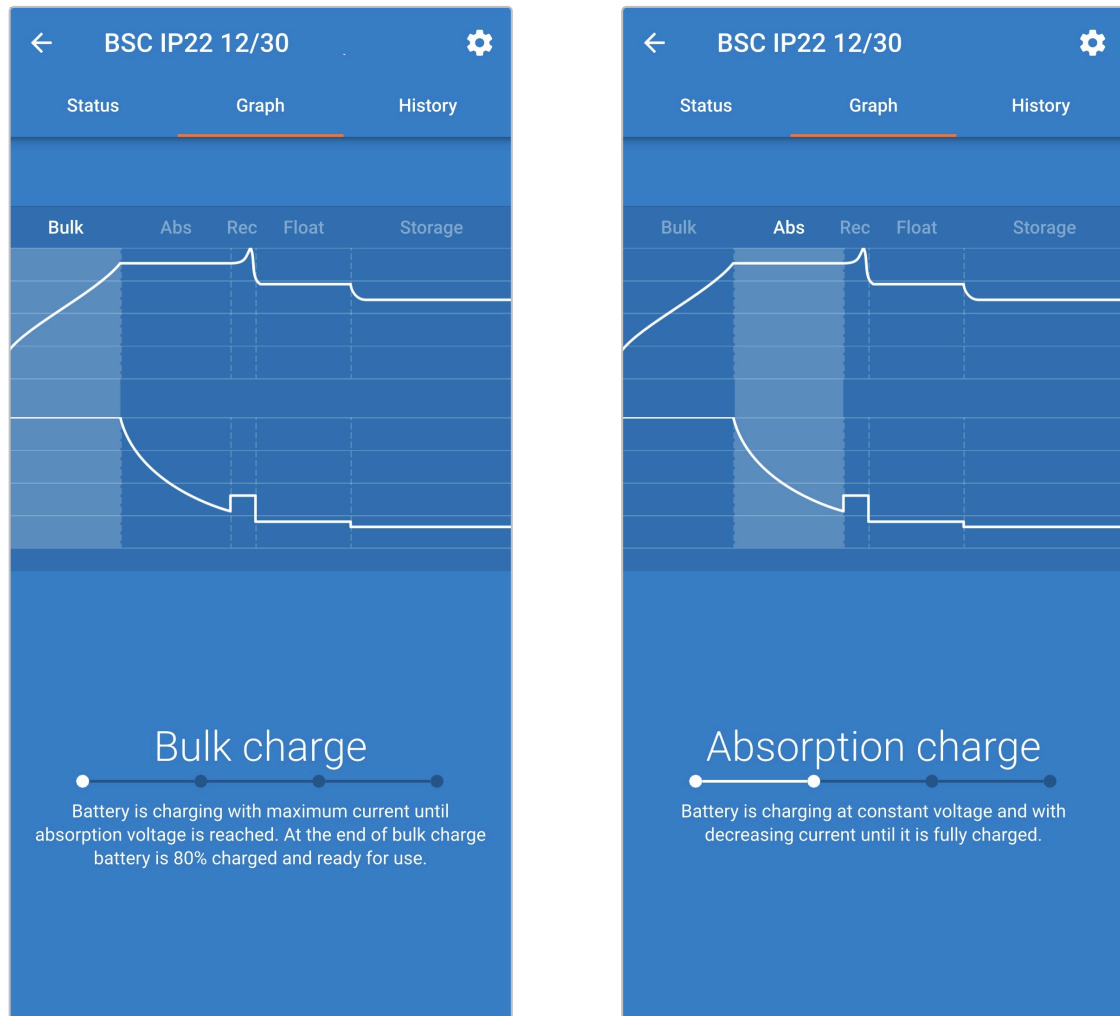 BSC IP22 12/30
Status Graph History
Bulk Abs Rec Float Storage
Bulk charge
Battery is charging with maximum current until
absorption voltage is reached. At the end of bulk charge
battery is 80% charged and ready for use.
BSC IP22 12/30
Status Graph History
Bulk Abs Rec Float Storage
Absorption charge
Battery is charging at constant voltage and with
decreasing current until it is fully charged.